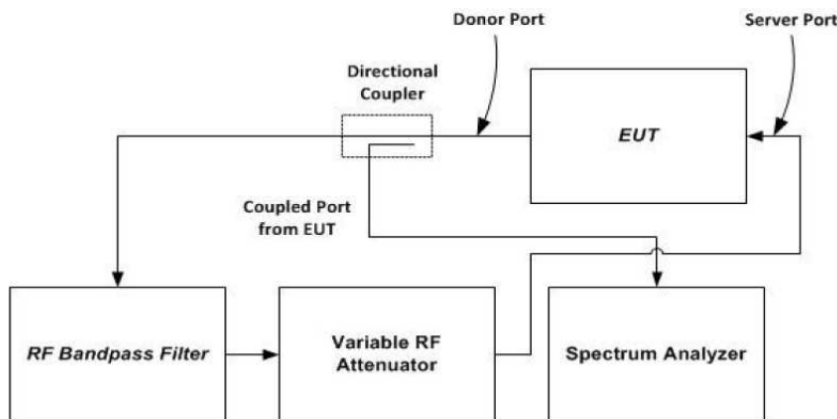 Donor Port
Server Port
Directional
Coupler
EUT
Coupled Port
from EUT
RF Bandpass Filter
Variable RF
Attenuator
Spectrum Analyzer